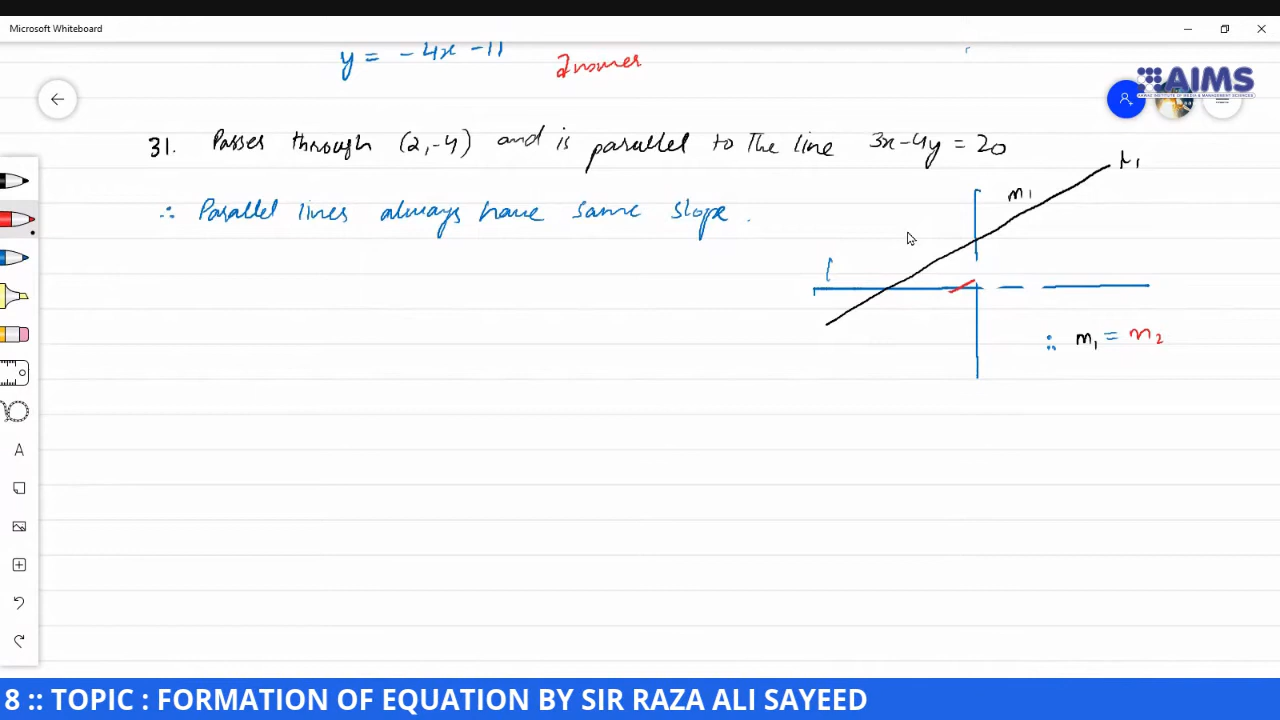 Microsoft Whiteboard
y = -4x -11
Answer
AIMS
31. Passes through (2,-4) and is parallel to the line 3x-4y = 20
∴ Parallel lines always have same slope.
m₁
∴ m₁ = m₂
A
8 :: TOPIC : FORMATION OF EQUATION BY SIR RAZA ALI SAYEED